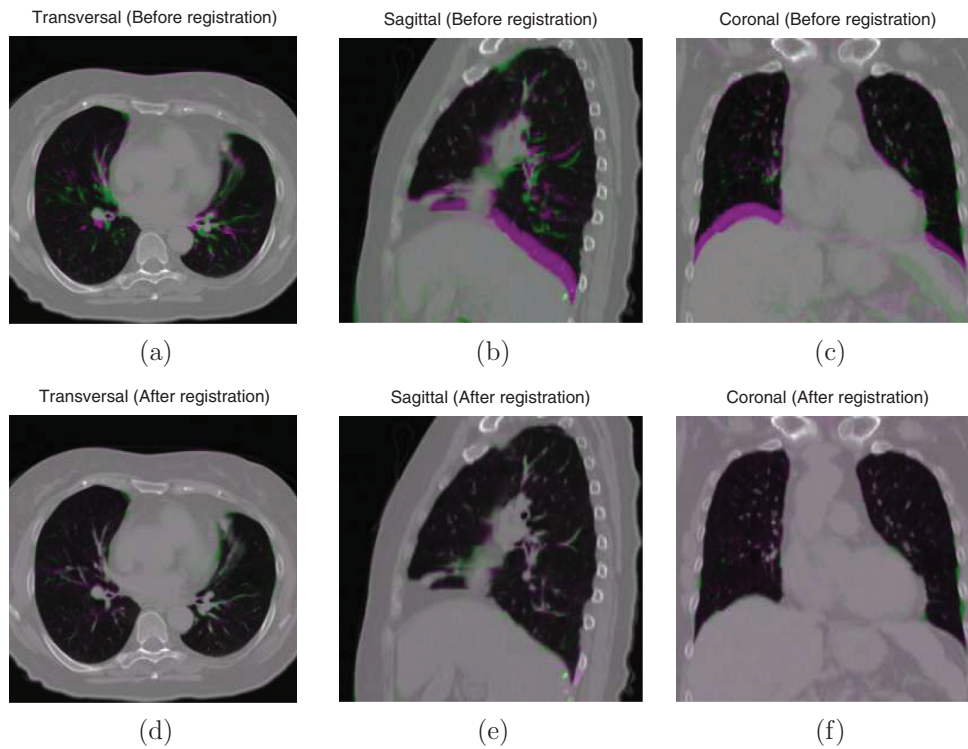 Transversal (Before registration)
Sagittal (Before registration)
Coronal (Before registration)
(a)
(b)
(c)
Transversal (After registration)
Sagittal (After registration)
Coronal (After registration)
(d)
(e)
(f)